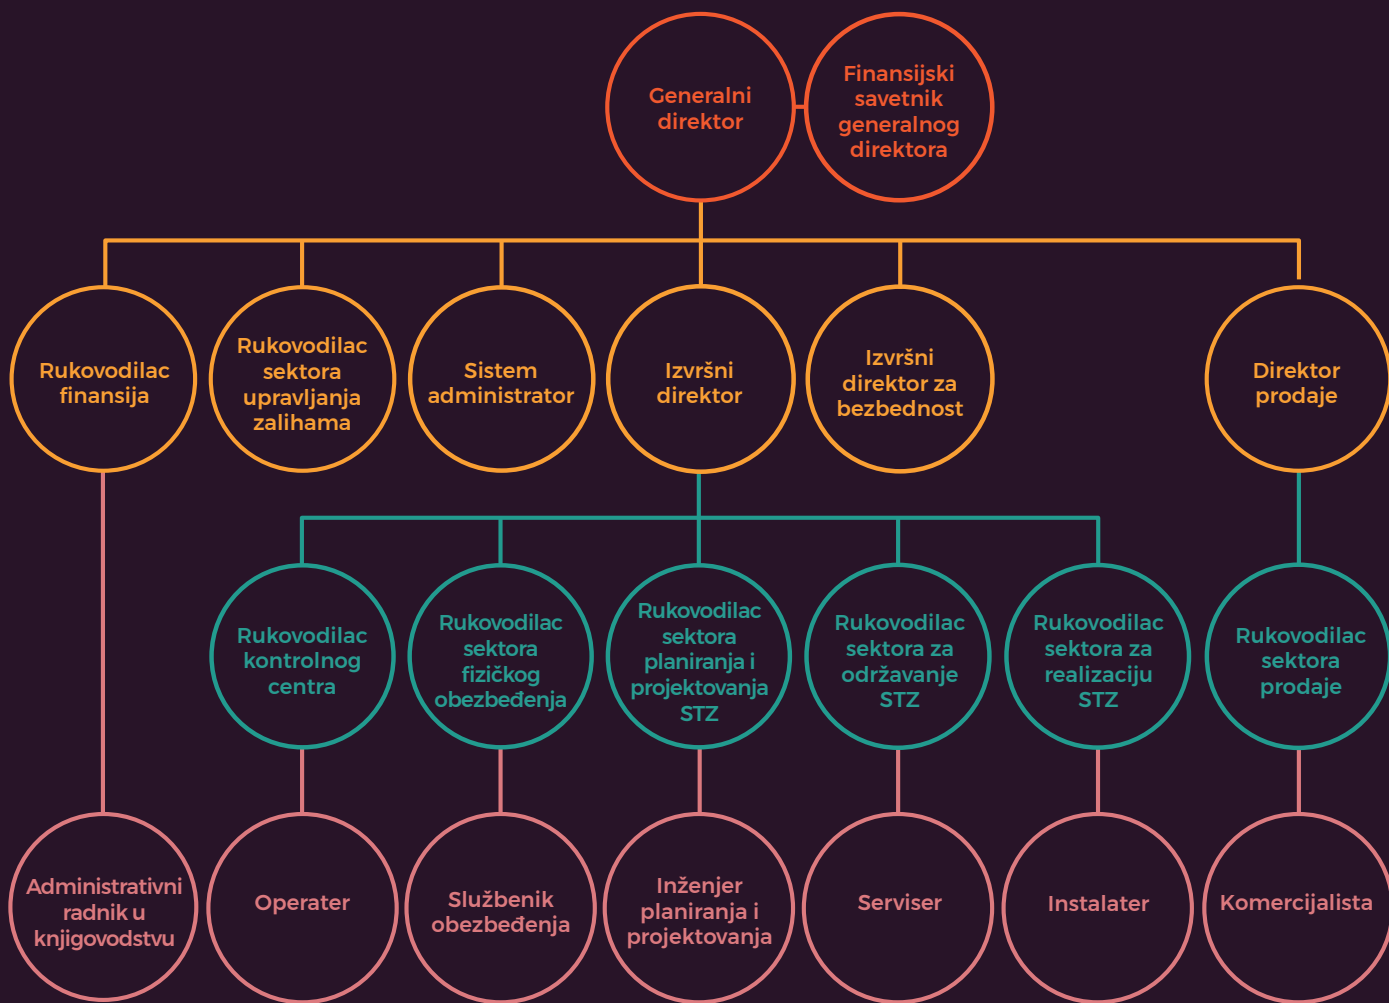 Generalni
direktor
Finansijski
savetnik
generalnog
direktora
Rukovodilac
finansija
Rukovodilac
sektora
upravljanja
zalihama
Sistem
administrator
Izvršni
direktor
Izvršni
direktor za
bezbednost
Direktor
prodaje
Rukovodilac
kontrolnog
centra
Rukovodilac
sektora
fizičkog
obezbeđenja
Rukovodilac
sektora
planiranja i
projektovanja
STZ
Rukovodilac
sektora za
održavanje
STZ
Rukovodilac
sektora za
realizaciju
STZ
Rukovodilac
sektora
prodaje
Administrativni
radnik u
knjigovodstvu
Operater
Službenik
obezbeđenja
Inženjer
planiranja i
projektovanja
Serviser
Instalater
Komercijalista